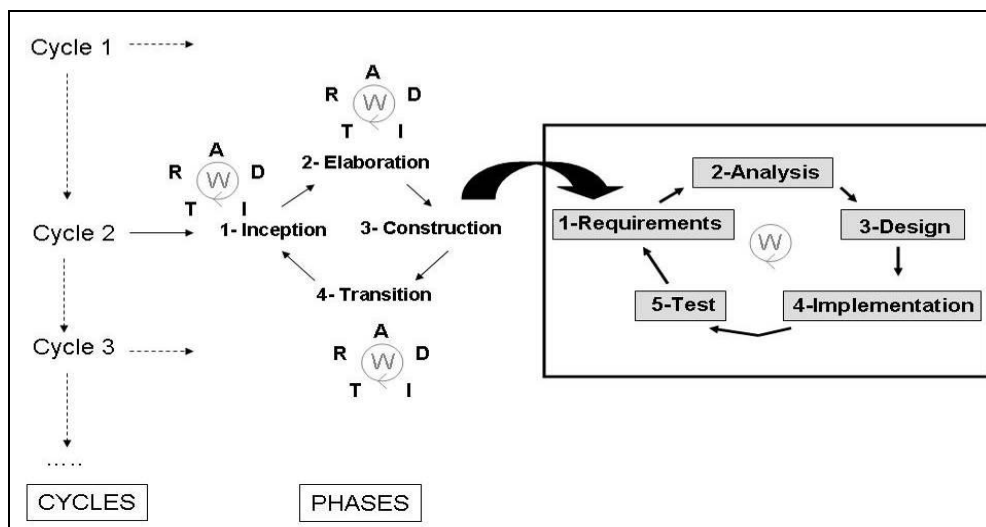 Cycle 1
Cycle 2
Cycle 3
.....
CYCLES
A
R
W
D
T
I
1- Inception
A
R
W
D
T
I
2- Elaboration
3- Construction
4- Transition
A
R
W
D
T
I
PHASES
1-Requirements
2-Analysis
3-Design
4-Implementation
5-Test
W